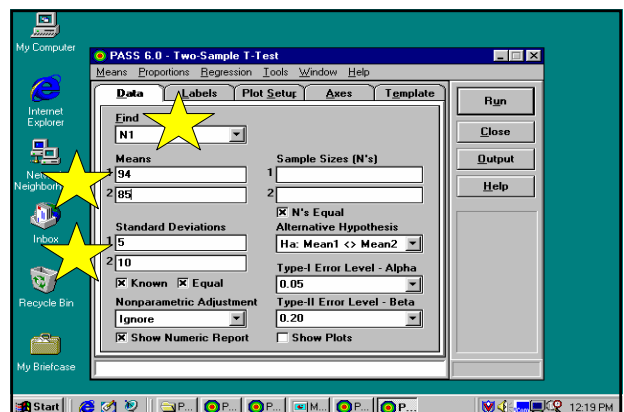 My Computer
Internet
Explorer
Inbox
Recycle Bin
My Briefcase
PASS 6.0 - Two-Sample T-Test
Means Proportions Regression Tools Window Help
Data Labels Plot Setup Axes Template
Find
N1
Means
1 94
2 85
Standard Deviations
1 5
2 10
Known Equal
Nonparametric Adjustment
Ignore
Show Numeric Report
Sample Sizes (N's)
1
2
N's Equal
Alternative Hypothesis
Ha: Mean1 <> Mean2
Type-I Error Level - Alpha
0.05
Type-II Error Level - Beta
0.20
Show Plots
Run
Close
Output
Help
Start P... P... P... M... P... P... 12:19 PM